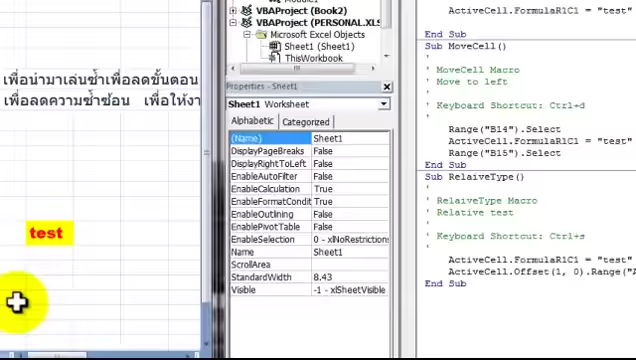 เพื่อนำมาเล่นซ้ำเพื่อลดขั้นตอน
เพื่อลดความซ้ำซ้อน เพื่อให้งา
test
VBAProject (Book2)
VBAProject (PERSONAL.XLS
Microsoft Excel Objects
Sheet1 (Sheet1)
ThisWorkbook
Properties - Sheet1
Sheet1 Worksheet
Alphabetic Categorized
(Name) Sheet1
DisplayPageBreaks False
DisplayRightToLeft False
EnableAutoFilter False
EnableCalculation True
EnableFormatCondit True
EnableOutlining False
EnablePivotTable False
EnableSelection 0 - xlNoRestrictions
Name Sheet1
ScrollArea
StandardWidth 8.43
Visible -1 - xlSheetVisible
ActiveCell.FormulaR1C1 = "test"
End Sub
Sub MoveCell()
'
' MoveCell Macro
' Move to left
'
' Keyboard Shortcut: Ctrl+d
'
Range("B14").Select
ActiveCell.FormulaR1C1 = "test"
Range("B15").Select
End Sub
Sub RelaiveType()
'
' RelaiveType Macro
' Relative test
'
' Keyboard Shortcut: Ctrl+s
'
ActiveCell.FormulaR1C1 = "test"
ActiveCell.Offset(1, 0).Range("A
End Sub